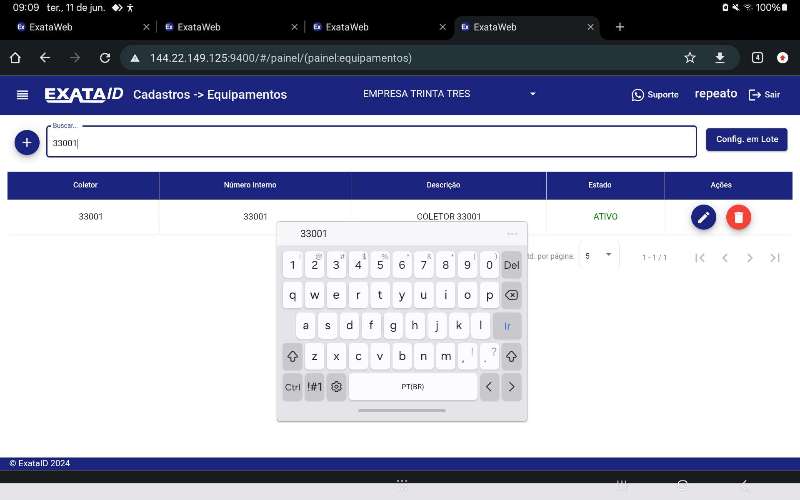 09:09 ter., 11 de jun. 100%
ExataWeb ExataWeb ExataWeb ExataWeb
144.22.149.125:9400/#/painel/(painel:equipamentos) 4
EXATAID Cadastros -> Equipamentos EMPRESA TRINTA TRES Suporte repeato Sair
Buscar...
33001
Config. em Lote
Coletor Número Interno Descrição Estado Ações
33001 33001 COLETOR 33001 ATIVO
td. por página: 5 1 - 1 / 1
33001
1 2 3 4 5 6 7 8 9 0 Del
q w e r t y u i o p
a s d f g h j k l Ir
z x c v b n m , ! . ?
Ctrl !#1 PT(BR)
© ExataID 2024